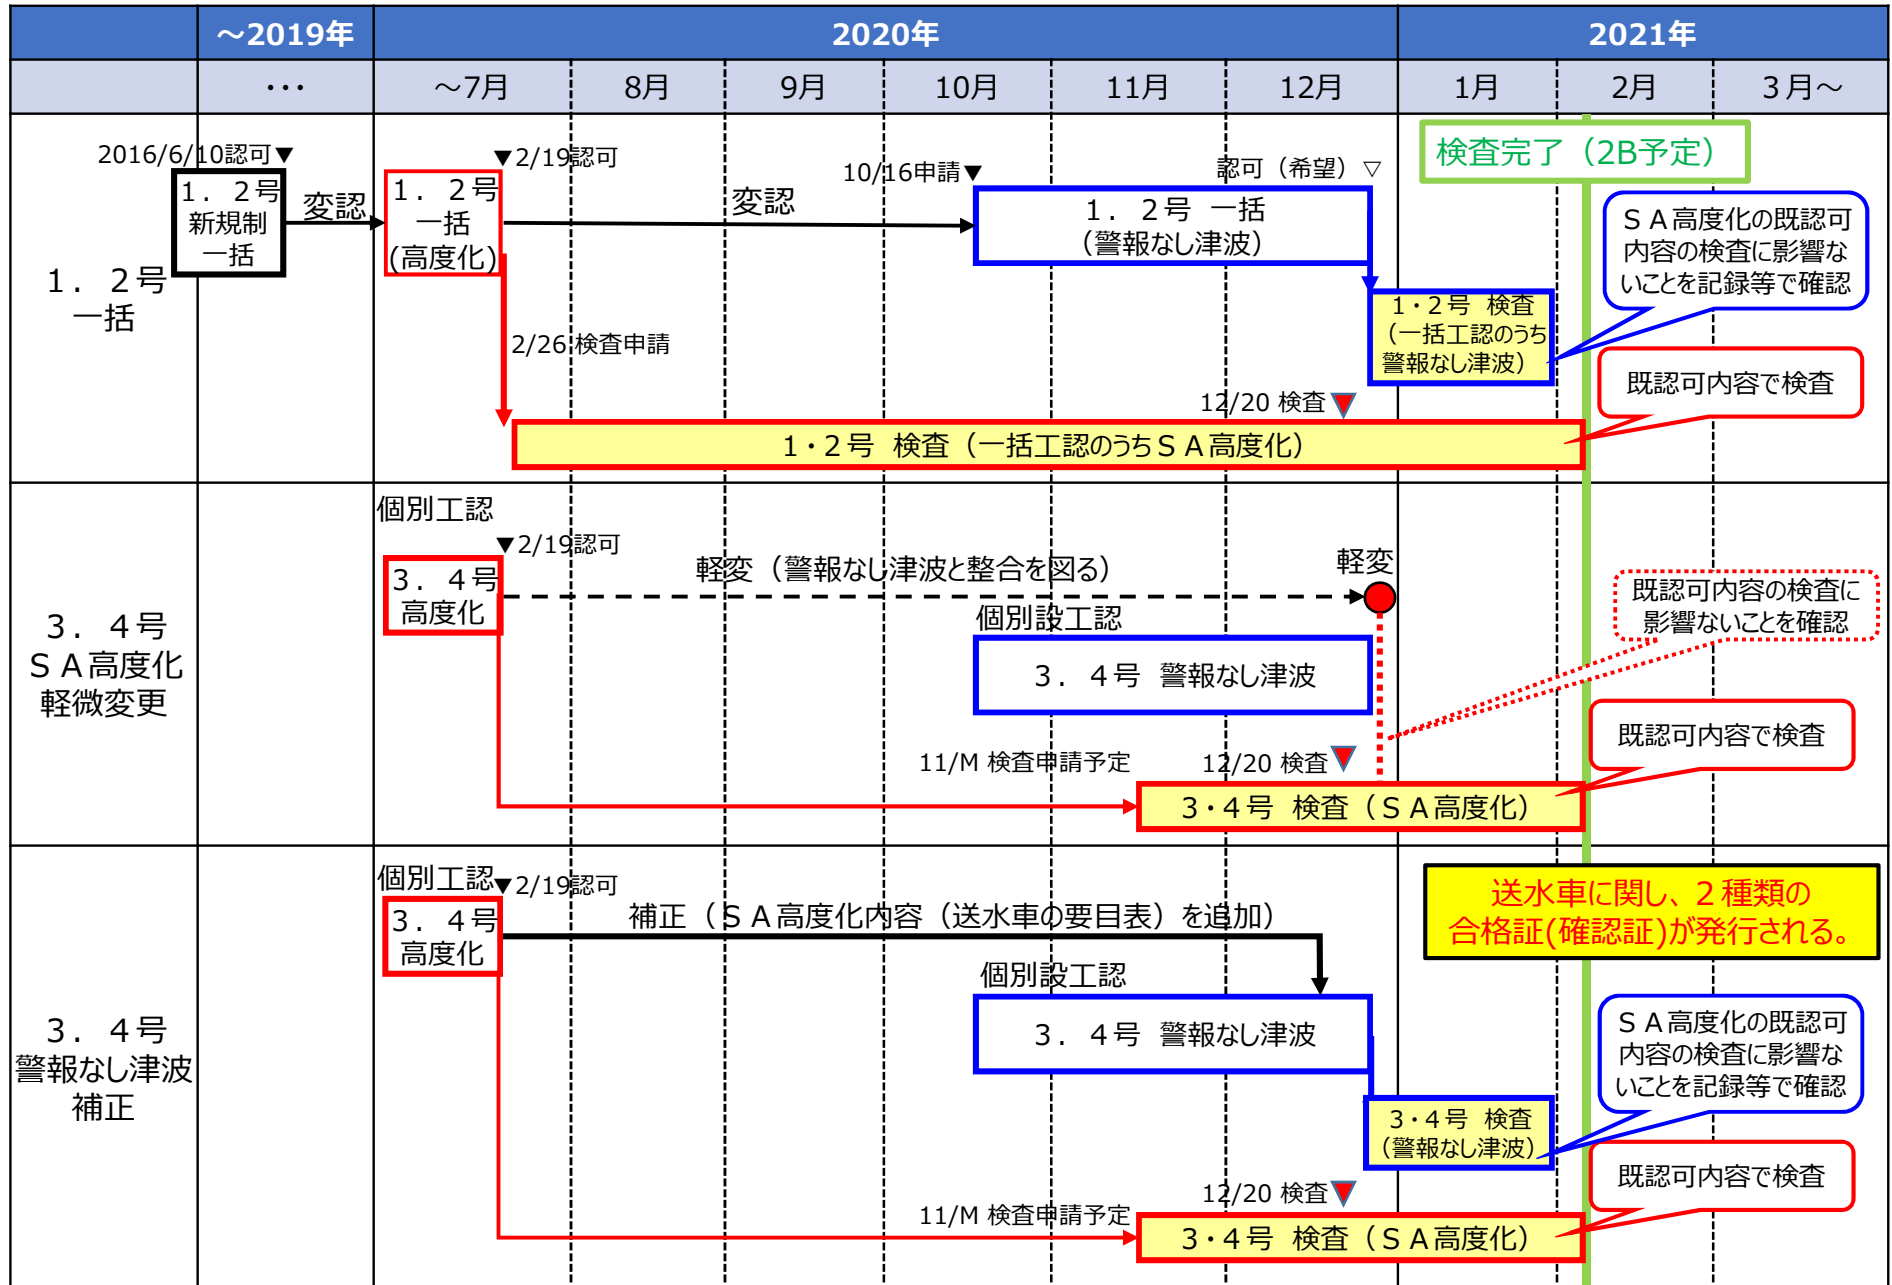 ～2019年
2020年
2021年
･･･
～7月
8月
9月
10月
11月
12月
1月
2月
３月～
1．２号
一括
2016/6/10認可▼
1．２号
新規制
一括
変認
▼2/19認可
1．２号
一括
(高度化)
変認
10/16申請▼
認可（希望）▽
1．２号 一括
（警報なし津波）
検査完了（2B予定）
ＳＡ高度化の既認可
内容の検査に影響な
いことを記録等で確認
2/26 検査申請
1・２号 検査
（一括工認のうち
警報なし津波）
既認可内容で検査
12/20 検査
1・２号 検査（一括工認のうちＳＡ高度化）
3．４号
ＳＡ高度化
軽微変更
個別工認
▼2/19認可
3．４号
高度化
軽変（警報なし津波と整合を図る）
軽変
個別設工認
3．４号 警報なし津波
既認可内容の検査に
影響ないことを確認
既認可内容で検査
11/M 検査申請予定
12/20 検査
3・４号 検査（ＳＡ高度化）
3．４号
警報なし津波
補正
個別工認
▼2/19認可
3．４号
高度化
補正（ＳＡ高度化内容（送水車の要目表）を追加）
個別設工認
3．４号 警報なし津波
送水車に関し、２種類の
合格証(確認証)が発行される。
ＳＡ高度化の既認可
内容の検査に影響な
いことを記録等で確認
3・４号 検査
（警報なし津波）
既認可内容で検査
12/20 検査
11/M 検査申請予定
3・４号 検査（ＳＡ高度化）